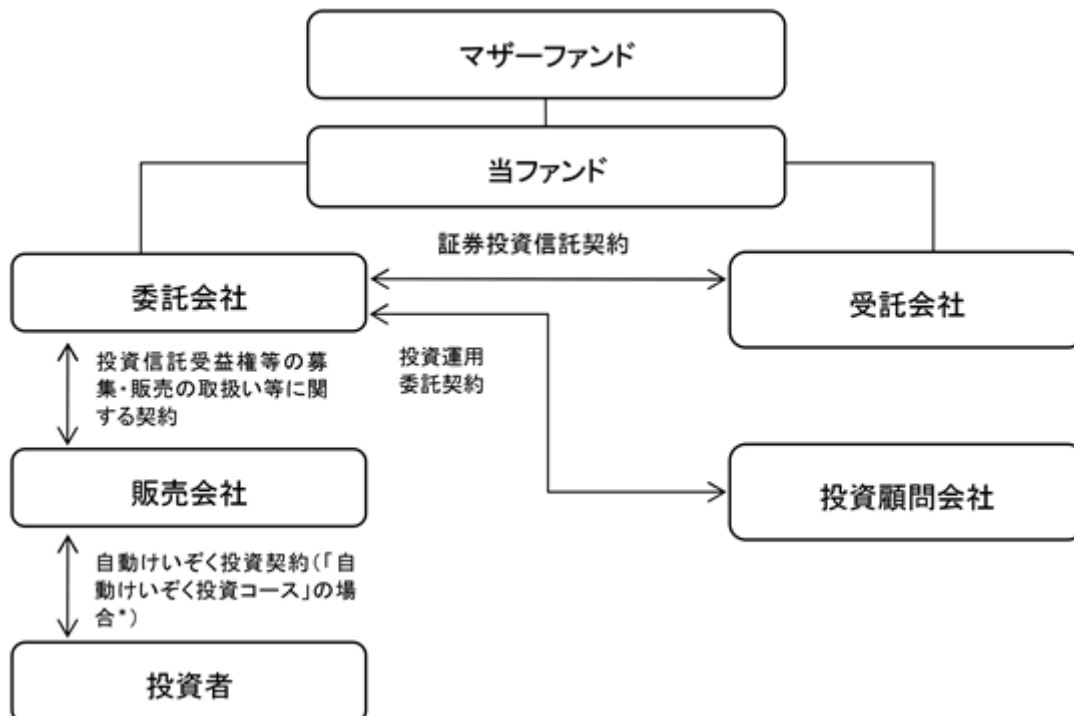 マザーファンド
当ファンド
証券投資信託契約
委託会社
受託会社
投資信託受益権等の募
集・販売の取扱い等に関
する契約
投資運用
委託契約
販売会社
投資顧問会社
自動けいぞく投資契約(「自
動けいぞく投資コース」の場
合*)
投資者